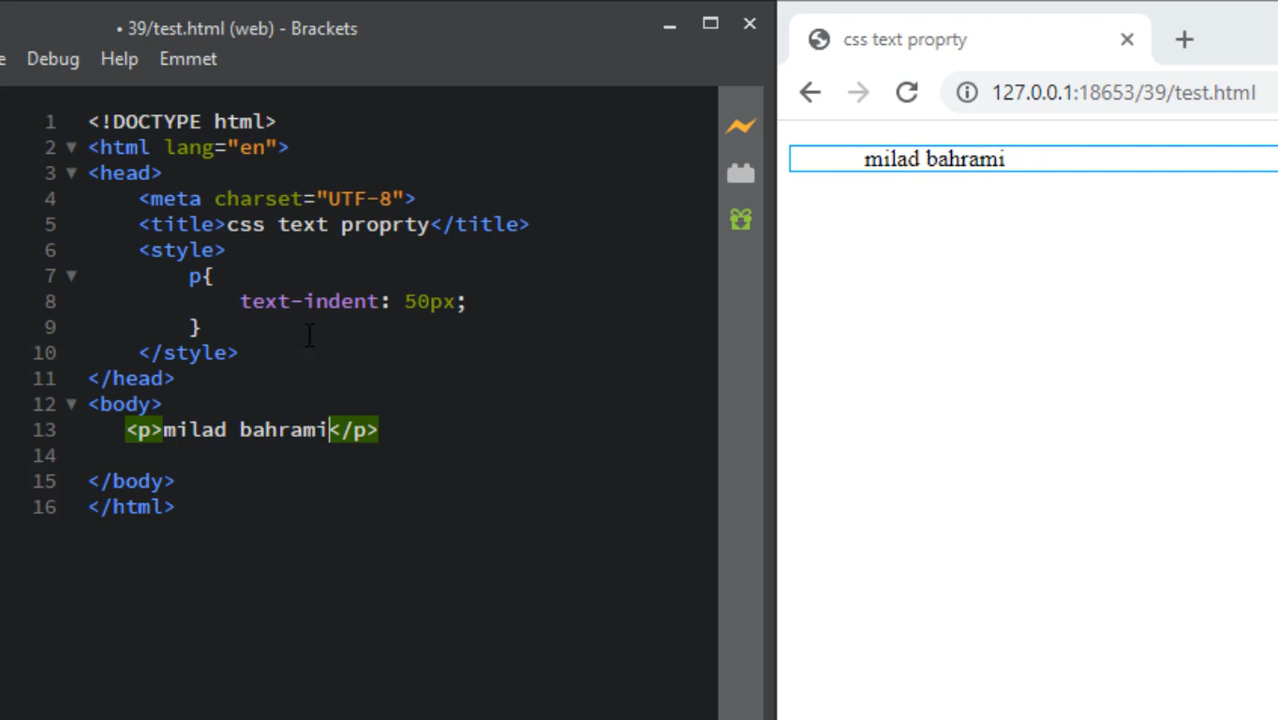 • 39/test.html (web) - Brackets
e Debug Help Emmet
1 <!DOCTYPE html>
2 <html lang="en">
3 <head>
4 <meta charset="UTF-8">
5 <title>css text proprty</title>
6 <style>
7 p{
8 text-indent: 50px;
9 }
10 </style>
11 </head>
12 <body>
13 <p>milad bahrami</p>
14
15 </body>
16 </html>
css text proprty
127.0.0.1:18653/39/test.html
milad bahrami